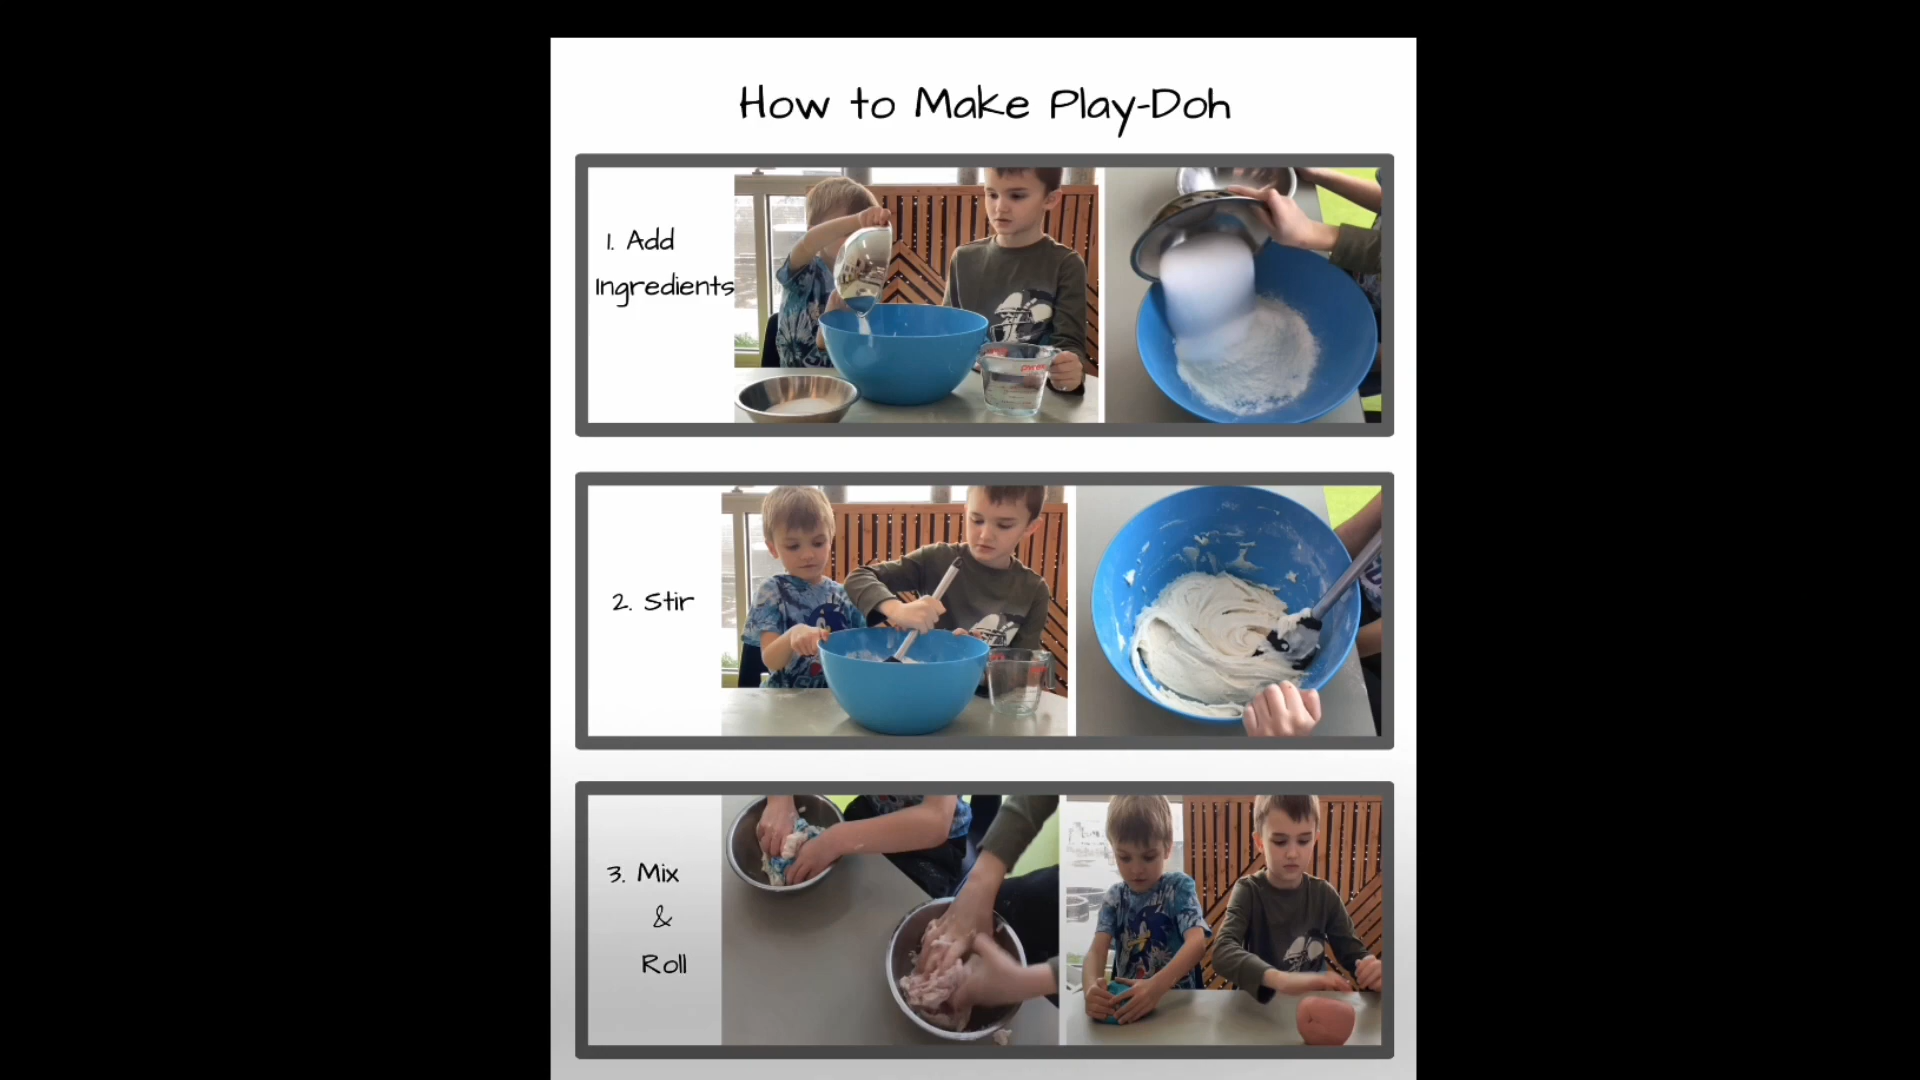 How to Make Play-Doh
1. Add
Ingredients
2. Stir
3. Mix
&
Roll